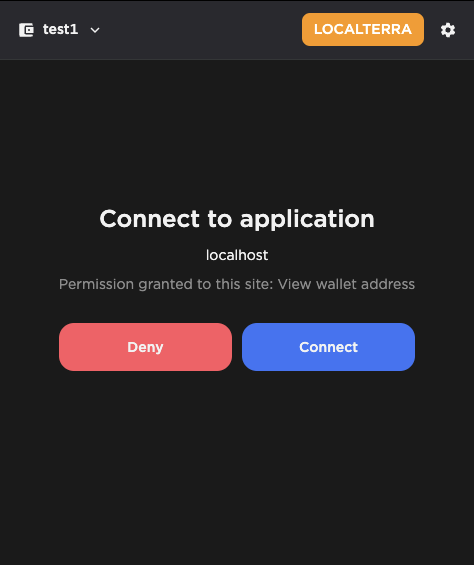 test1
LOCALTERRA
Connect to application
localhost
Permission granted to this site: View wallet address
Deny
Connect